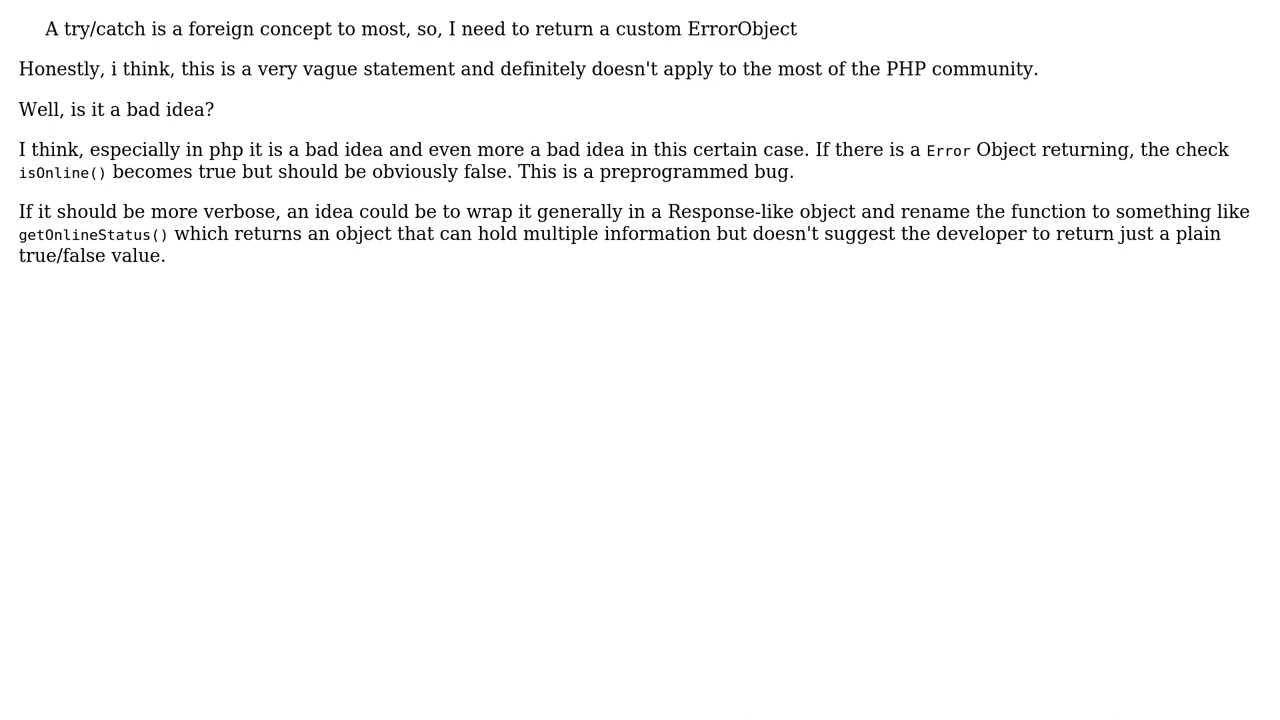 A try/catch is a foreign concept to most, so, I need to return a custom ErrorObject
Honestly, i think, this is a very vague statement and definitely doesn't apply to the most of the PHP community.
Well, is it a bad idea?
I think, especially in php it is a bad idea and even more a bad idea in this certain case. If there is a Error Object returning, the check
isOnline() becomes true but should be obviously false. This is a preprogrammed bug.
If it should be more verbose, an idea could be to wrap it generally in a Response-like object and rename the function to something like
getOnlineStatus() which returns an object that can hold multiple information but doesn't suggest the developer to return just a plain
true/false value.